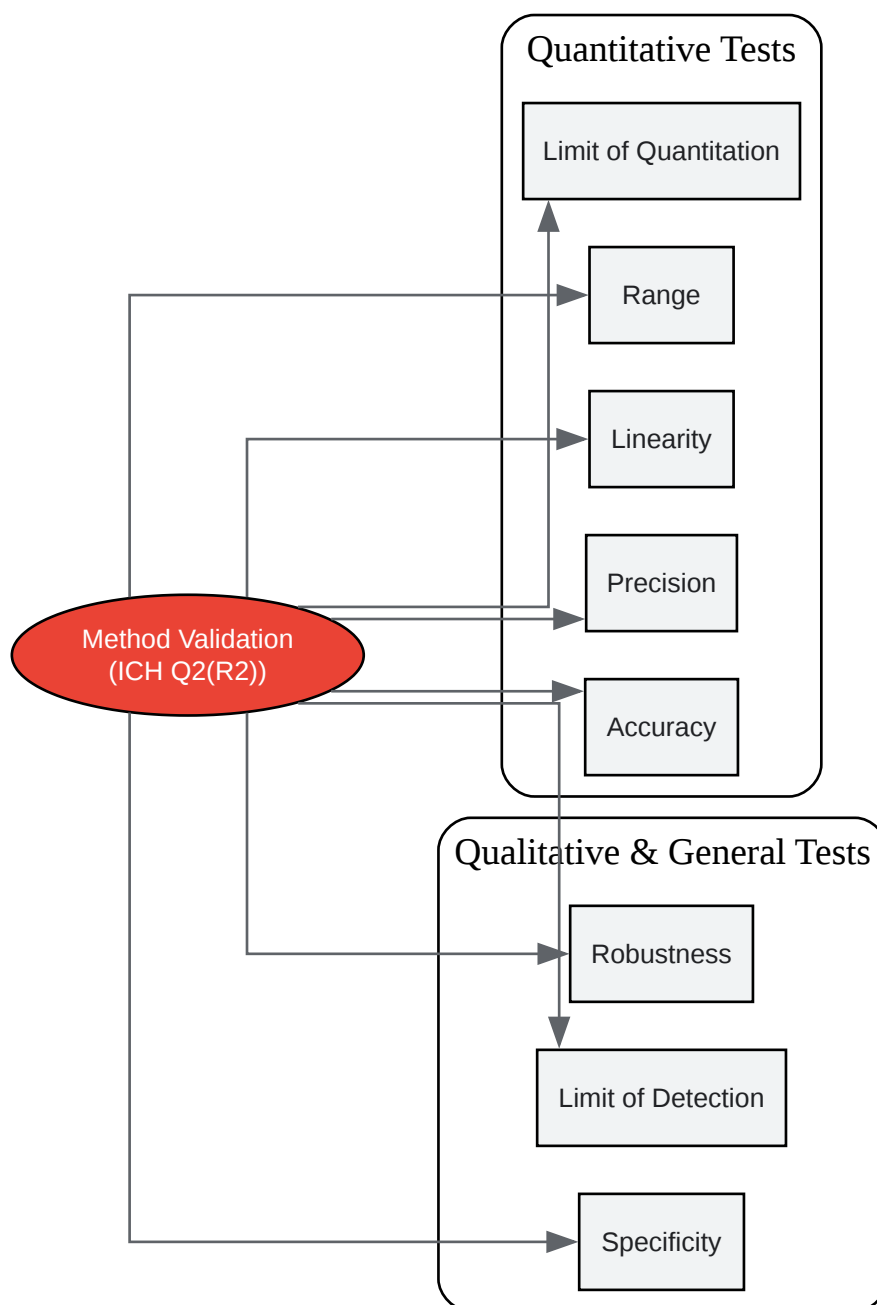 Quantitative Tests
Limit of Quantitation
Range
Linearity
Precision
Method Validation
(ICH Q2(R2))
Accuracy
Qualitative & General Tests
Robustness
Limit of Detection
Specificity